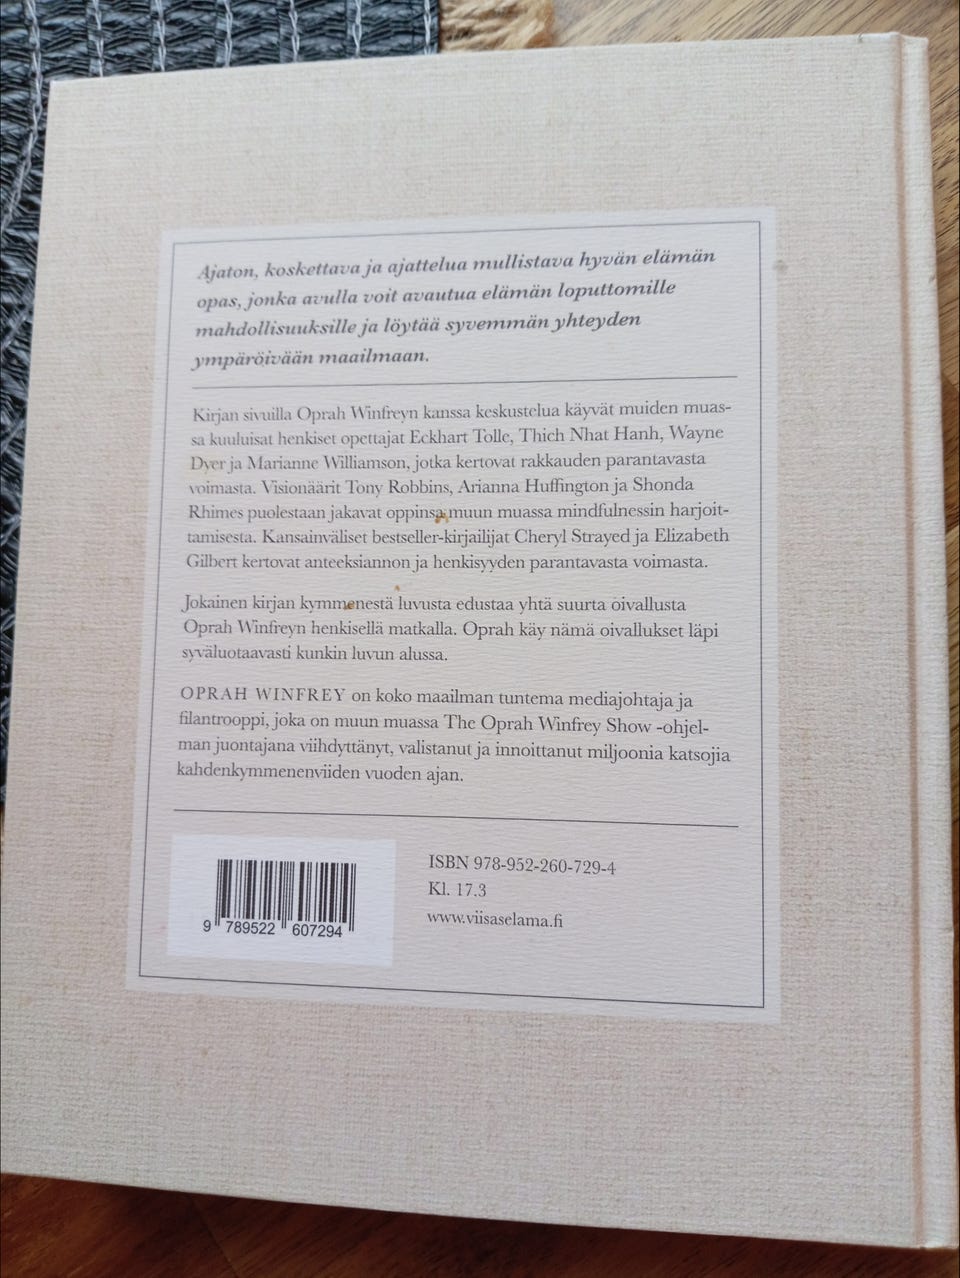 Ajaton, koskettava ja ajattelua mullistava hyvän elämän
opas, jonka avulla voit avautua elämän loputtomille
mahdollisuuksille ja löytää syvemmän yhteyden
ympäröivään maailmaan.
Kirjan sivuilla Oprah Winfreyn kanssa keskustelua käyvät muiden muas-
sa kuuluisat henkiset opettajat Eckhart Tolle, Thich Nhat Hanh, Wayne
Dyer ja Marianne Williamson, jotka kertovat rakkauden parantavasta
voimasta. Visionäärit Tony Robbins, Arianna Huffington ja Shonda
Rhimes puolestaan jakavat oppinsa muun muassa mindfulnessin harjoit-
tamisesta. Kansainväliset bestseller-kirjailijat Cheryl Strayed ja Elizabeth
Gilbert kertovat anteeksiannon ja henkisyyden parantavasta voimasta.
Jokainen kirjan kymmenestä luvusta edustaa yhtä suurta oivallusta
Oprah Winfreyn henkisellä matkalla. Oprah käy nämä oivallukset läpi
syväluotaavasti kunkin luvun alussa.
OPRAH WINFREY on koko maailman tuntema mediajohtaja ja
filantrooppi, joka on muun muassa The Oprah Winfrey Show -ohjel-
man juontajana viihdyttänyt, valistanut ja innoittanut miljoonia katsojia
kahdenkymmenenviiden vuoden ajan.
ISBN 978-952-260-729-4
Kl. 17.3
www.viisaselama.fi
9 789522 607294